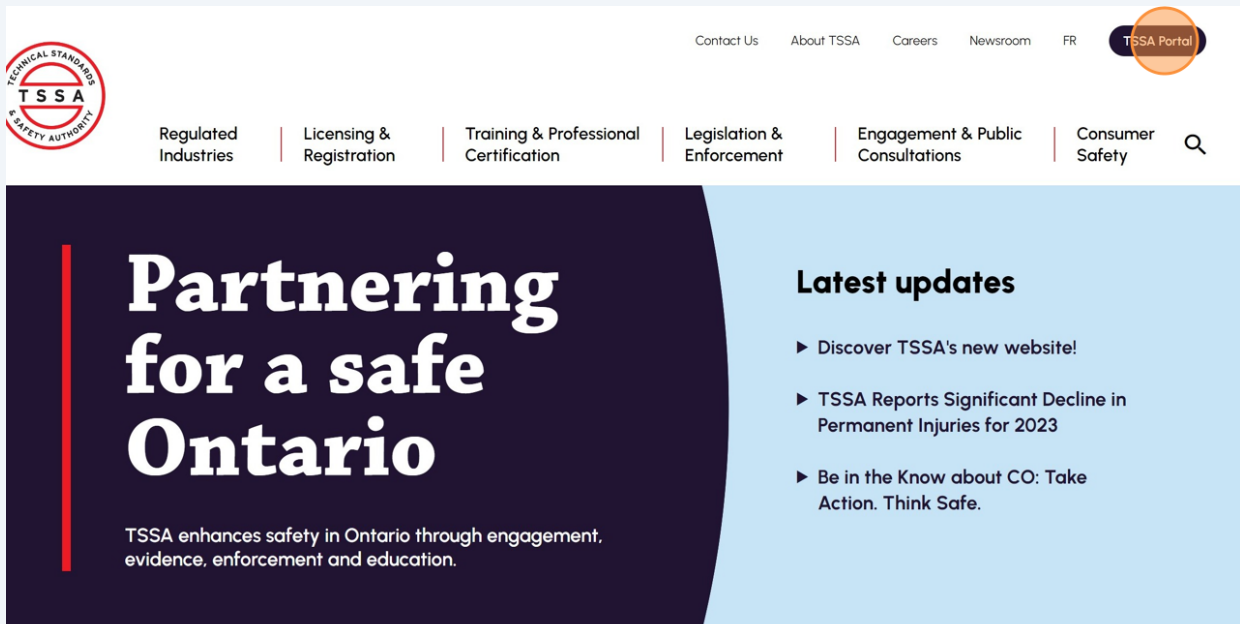 Contact Us About TSSA Careers Newsroom FR TSSA Portal
TECHNICAL STANDARDS
TSSA
& SAFETY AUTHORITY
Regulated
Industries
Licensing &
Registration
Training & Professional
Certification
Legislation &
Enforcement
Engagement & Public
Consultations
Consumer
Safety
Partnering
for a safe
Ontario
TSSA enhances safety in Ontario through engagement,
evidence, enforcement and education.
Latest updates
Discover TSSA's new website!
TSSA Reports Significant Decline in
Permanent Injuries for 2023
Be in the Know about CO: Take
Action. Think Safe.